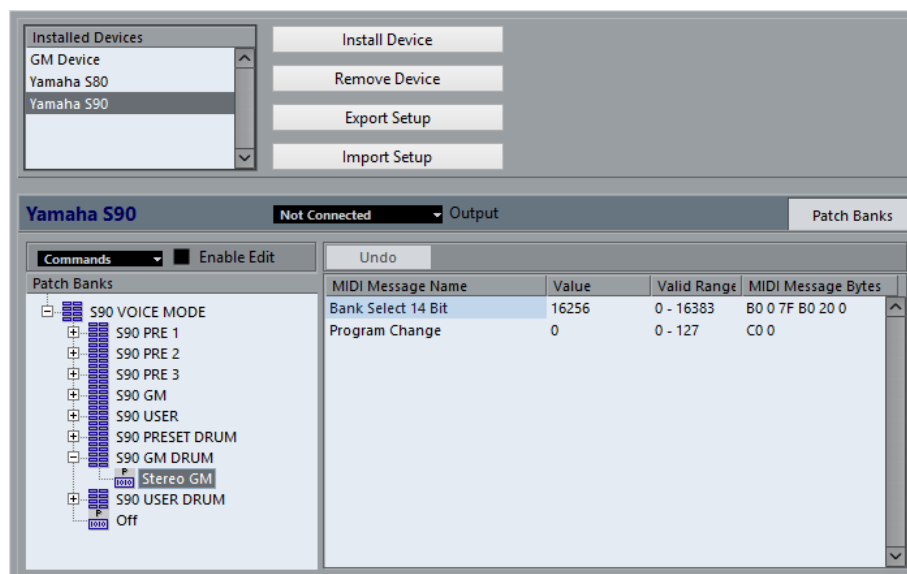 Installed Devices
GM Device
Yamaha S80
Yamaha S90
Install Device
Remove Device
Export Setup
Import Setup
Yamaha S90
Not Connected
Output
Patch Banks
Commands
Enable Edit
Undo
Patch Banks
S90 VOICE MODE
S90 PRE 1
S90 PRE 2
S90 PRE 3
S90 GM
S90 USER
S90 PRESET DRUM
S90 GM DRUM
Stereo GM
S90 USER DRUM
Off
MIDI Message Name Value Valid Range MIDI Message Bytes
Bank Select 14 Bit 16256 0 - 16383 B0 0 7F B0 20 0
Program Change 0 0 - 127 C0 0